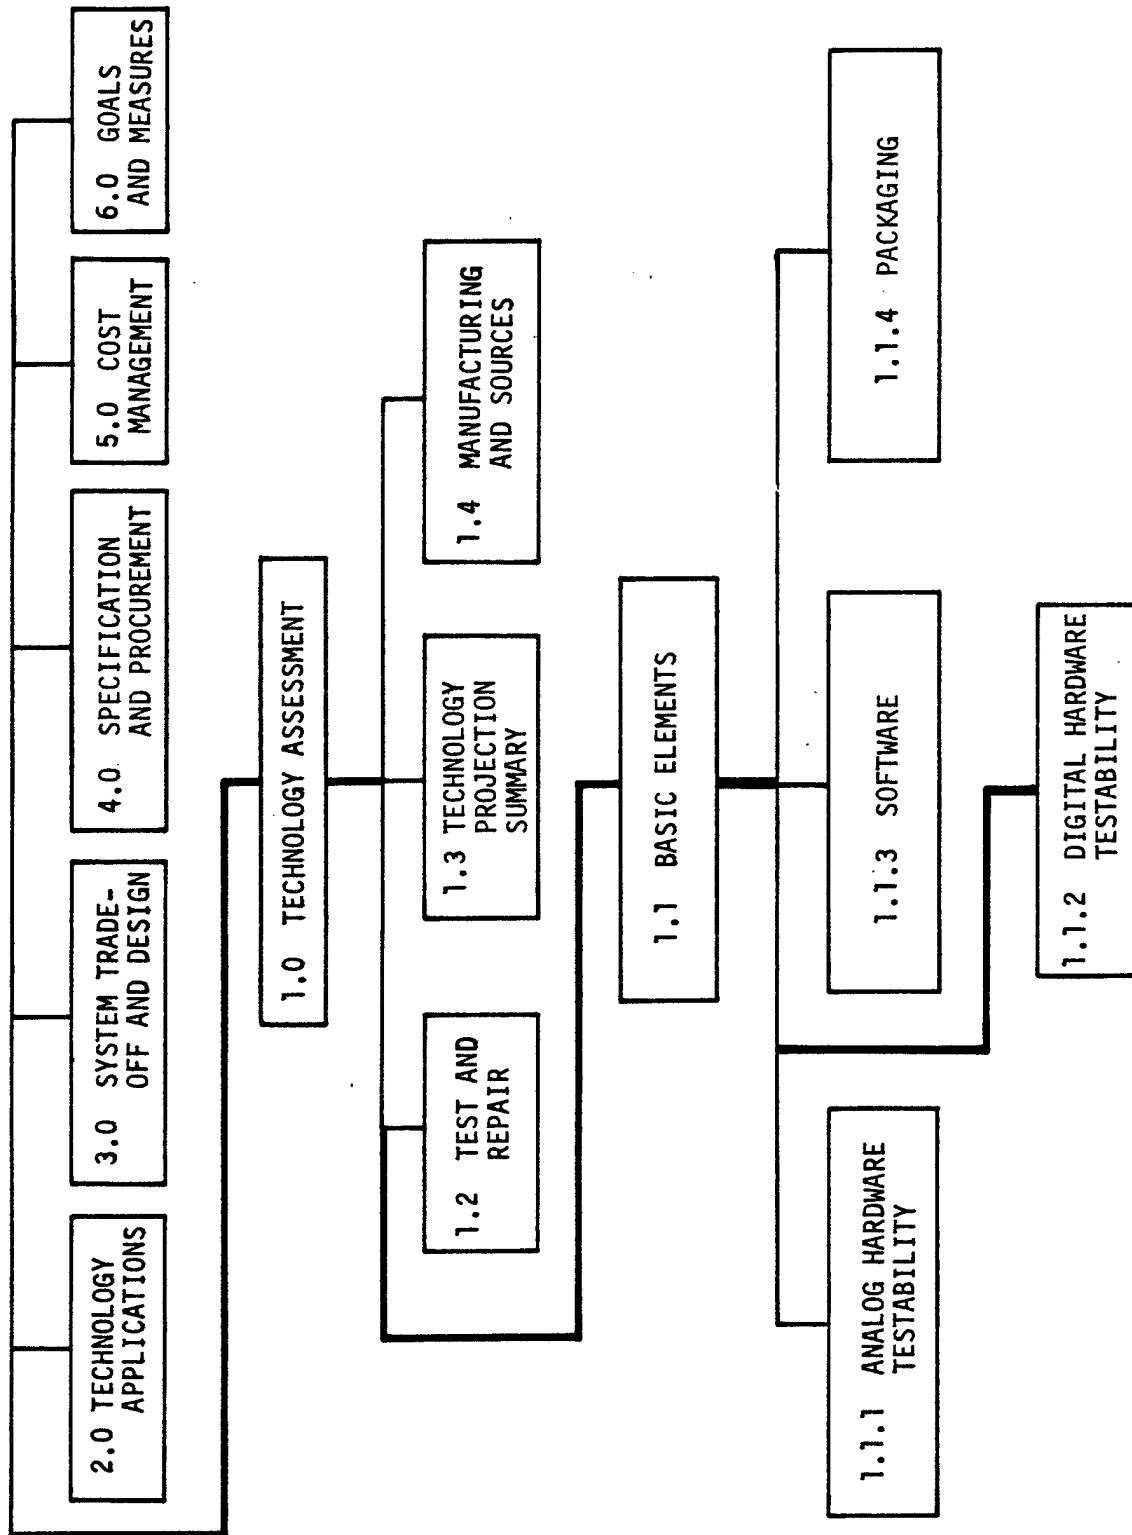 2.0 TECHNOLOGY
APPLICATIONS
3.0 SYSTEM TRADE-
OFF AND DESIGN
4.0 SPECIFICATION
AND PROCUREMENT
5.0 COST
MANAGEMENT
6.0 GOALS
AND MEASURES
1.0 TECHNOLOGY ASSESSMENT
1.2 TEST AND
REPAIR
1.3 TECHNOLOGY
PROJECTION
SUMMARY
1.4 MANUFACTURING
AND SOURCES
1.1 BASIC ELEMENTS
1.1.1 ANALOG HARDWARE
TESTABILITY
1.1.3 SOFTWARE
1.1.4 PACKAGING
1.1.2 DIGITAL HARDWARE
TESTABILITY